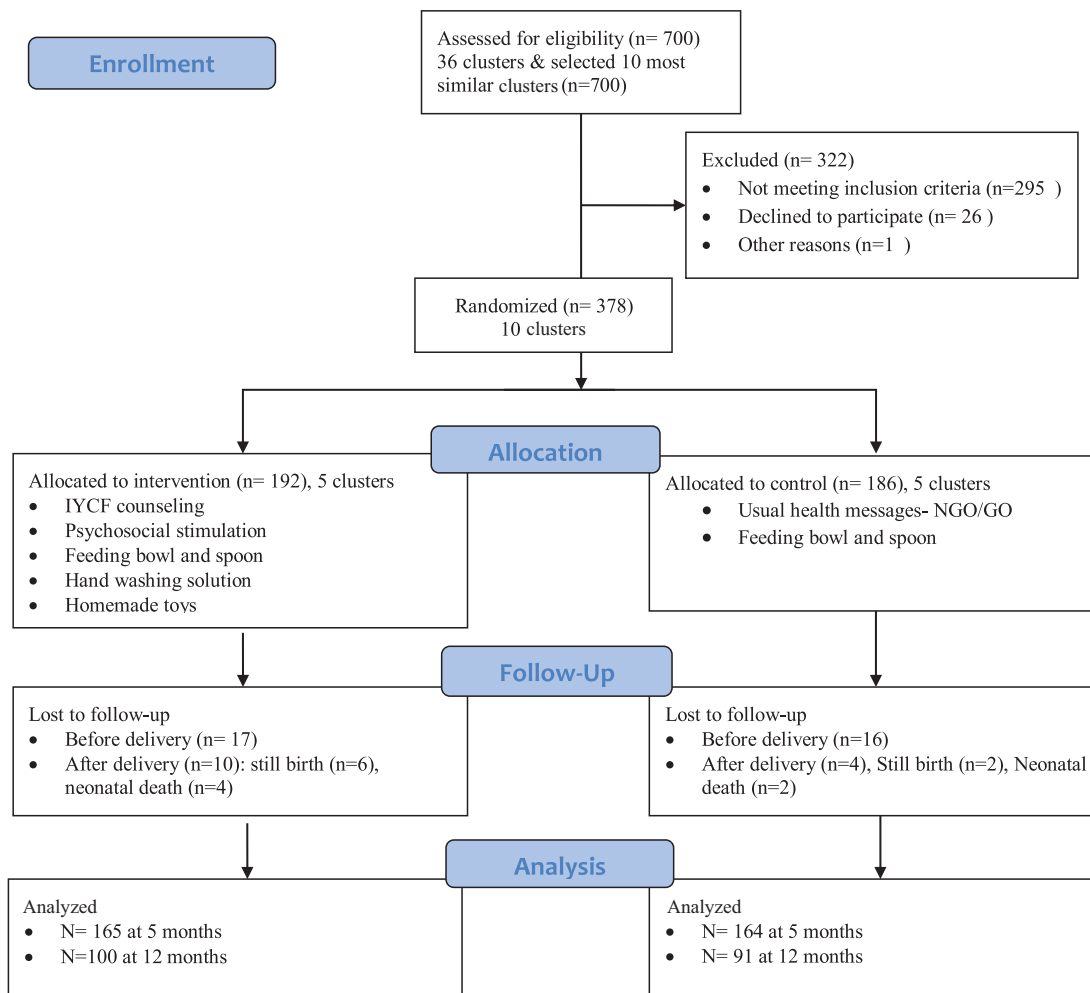 Enrollment
Assessed for eligibility (n= 700)
36 clusters & selected 10 most
similar clusters (n=700)
Excluded (n= 322)
• Not meeting inclusion criteria (n=295 )
• Declined to participate (n= 26 )
• Other reasons (n=1 )
Randomized (n= 378)
10 clusters
Allocation
Allocated to intervention (n= 192), 5 clusters
• IYCF counseling
• Psychosocial stimulation
• Feeding bowl and spoon
• Hand washing solution
• Homemade toys
Allocated to control (n= 186), 5 clusters
• Usual health messages- NGO/GO
• Feeding bowl and spoon
Follow-Up
Lost to follow-up
• Before delivery (n= 17)
• After delivery (n=10): still birth (n=6),
neonatal death (n=4)
Lost to follow-up
• Before delivery (n=16)
• After delivery (n=4), Still birth (n=2), Neonatal
death (n=2)
Analysis
Analyzed
• N= 165 at 5 months
• N=100 at 12 months
Analyzed
• N= 164 at 5 months
• N= 91 at 12 months